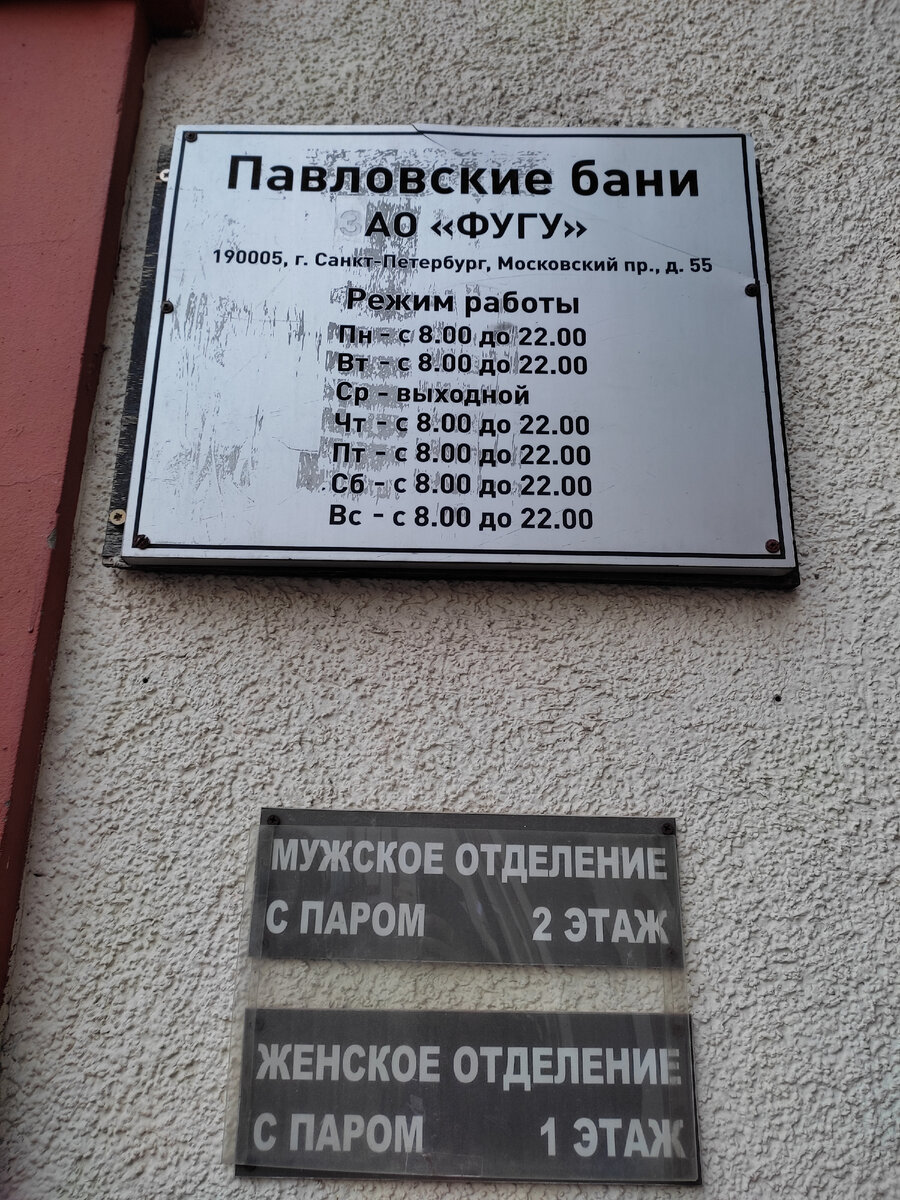 Павловские бани
ЗАО «ФУГУ»
190005, г. Санкт-Петербург, Московский пр., д. 55
Режим работы
Пн - с 8.00 до 22.00
Вт - с 8.00 до 22.00
Ср - выходной
Чт - с 8.00 до 22.00
Пт - с 8.00 до 22.00
Сб - с 8.00 до 22.00
Вс - с 8.00 до 22.00
МУЖСКОЕ ОТДЕЛЕНИЕ
С ПАРОМ 2 ЭТАЖ
ЖЕНСКОЕ ОТДЕЛЕНИЕ
С ПАРОМ 1 ЭТАЖ